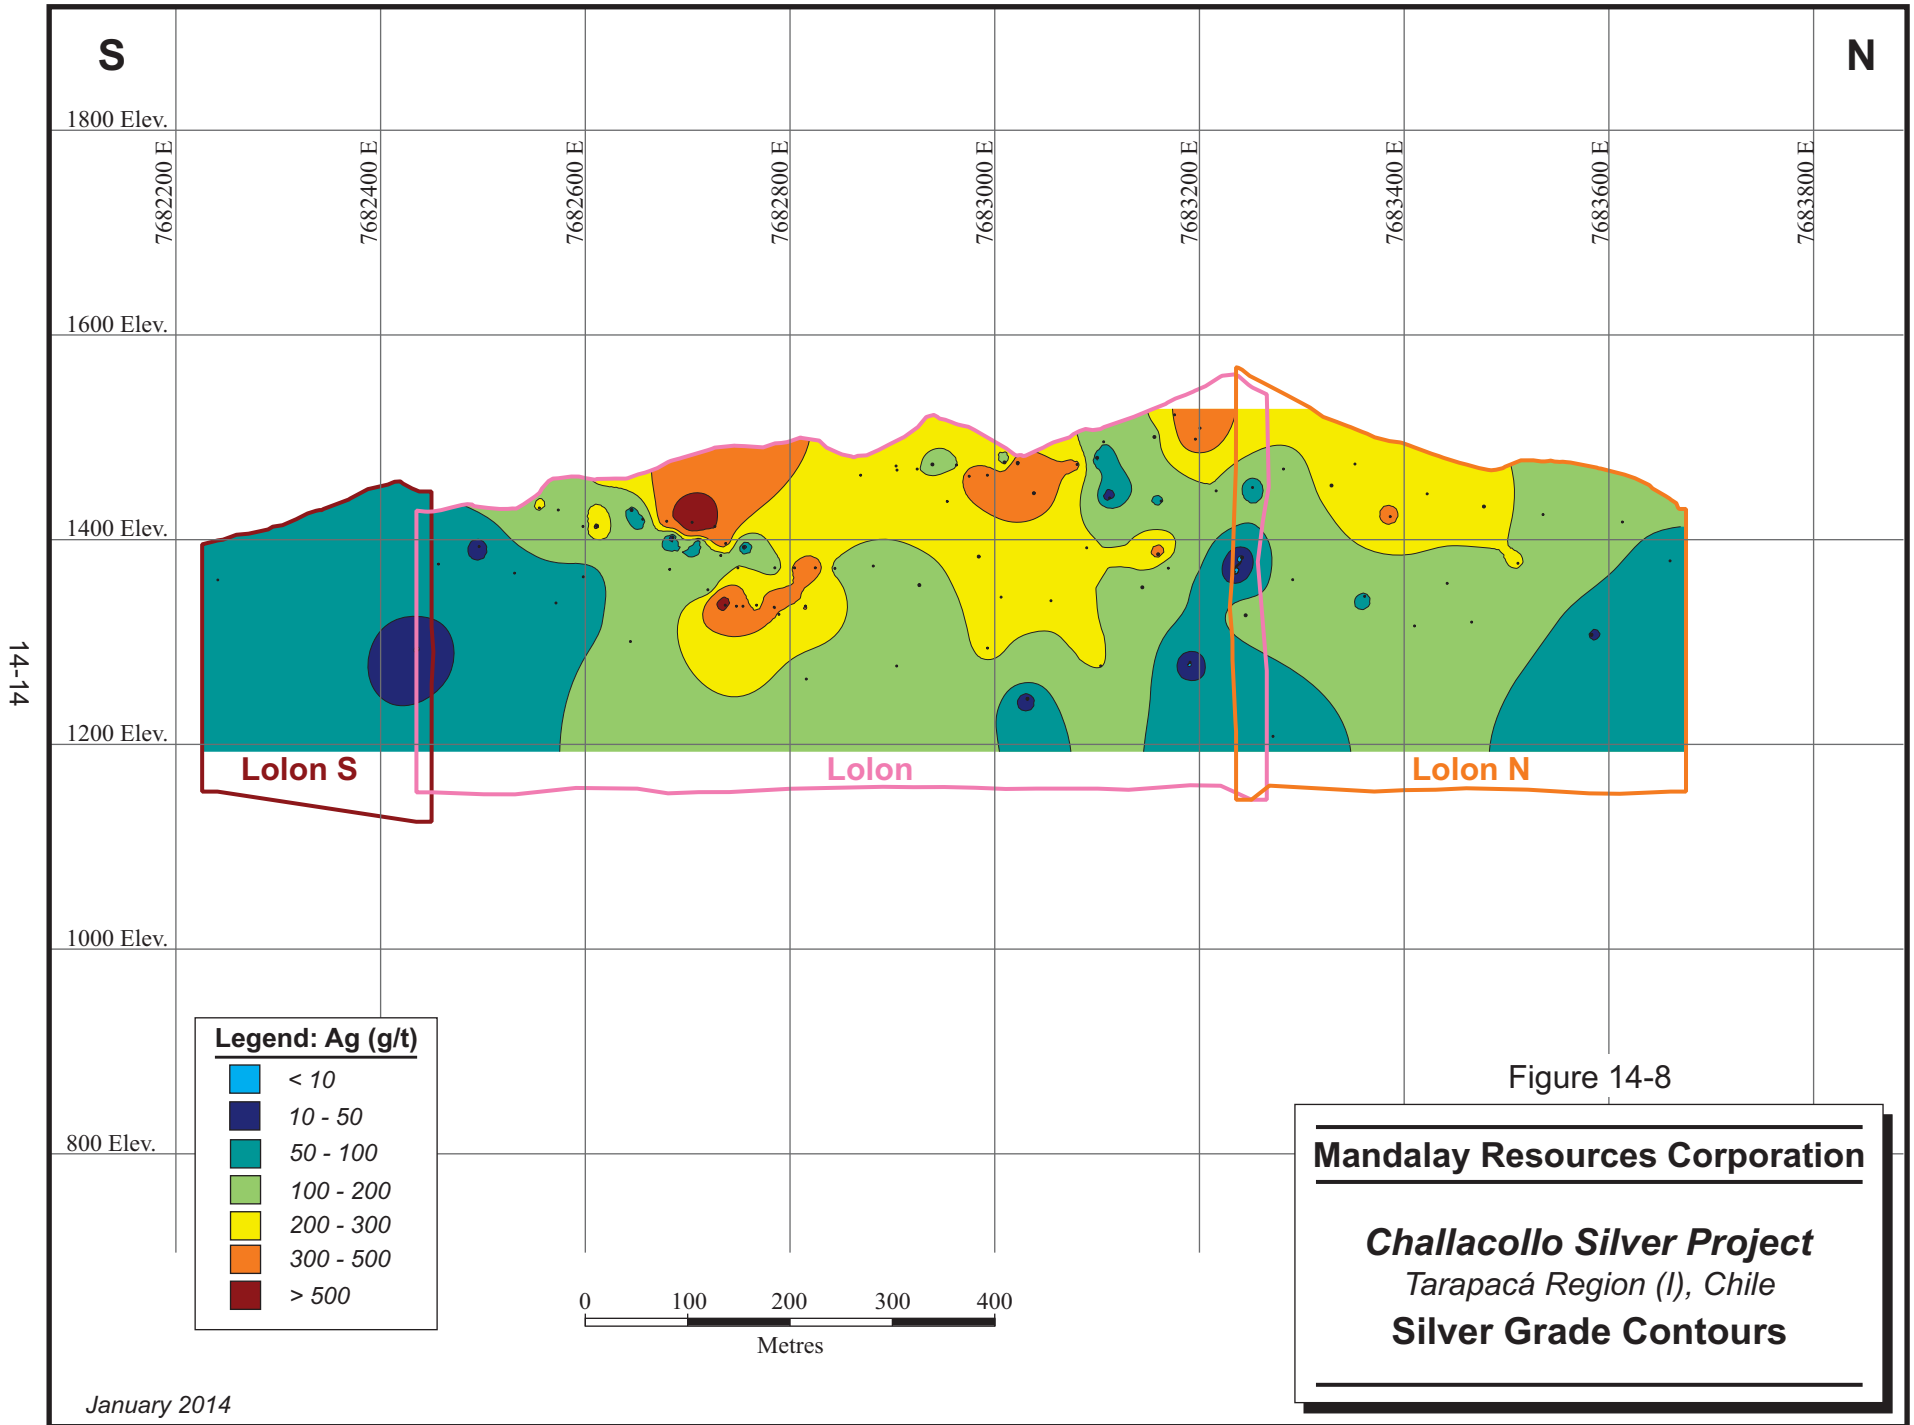 S
N
1800 Elev.
7682200 E
7682400 E
7682600 E
7682800 E
7683000 E
7683200 E
7683400 E
7683600 E
7683800 E
1600 Elev.
1400 Elev.
1200 Elev.
Lolon S
Lolon
Lolon N
14-14
1000 Elev.
800 Elev.
Legend: Ag (g/t)
< 10
10 - 50
50 - 100
100 - 200
200 - 300
300 - 500
> 500
0 100 200 300 400
Metres
Figure 14-8
Mandalay Resources Corporation
Challacollo Silver Project
Tarapacá Region (I), Chile
Silver Grade Contours
January 2014